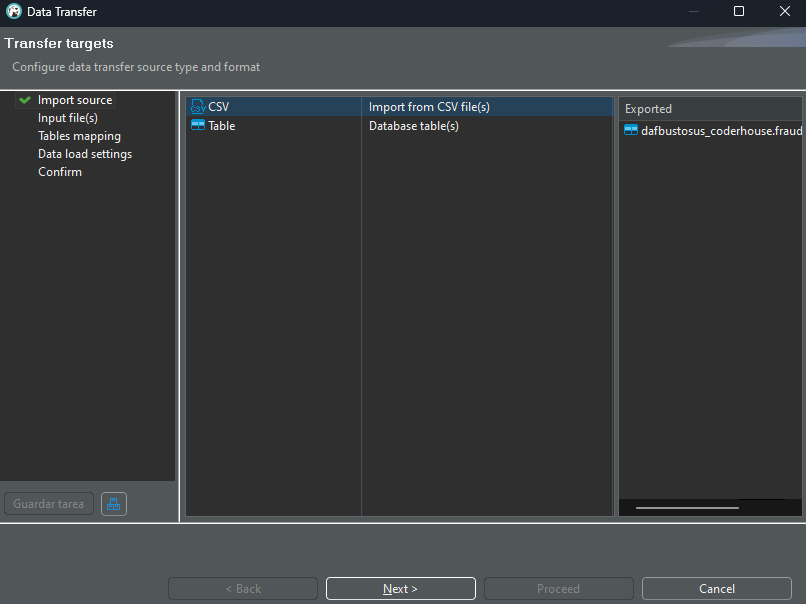 Data Transfer
Transfer targets
Configure data transfer source type and format
Import source
Input file(s)
Tables mapping
Data load settings
Confirm
CSV Import from CSV file(s)
Table Database table(s)
Exported
dafbustosus_coderhouse.fraud
Guardar tarea
< Back
Next >
Proceed
Cancel